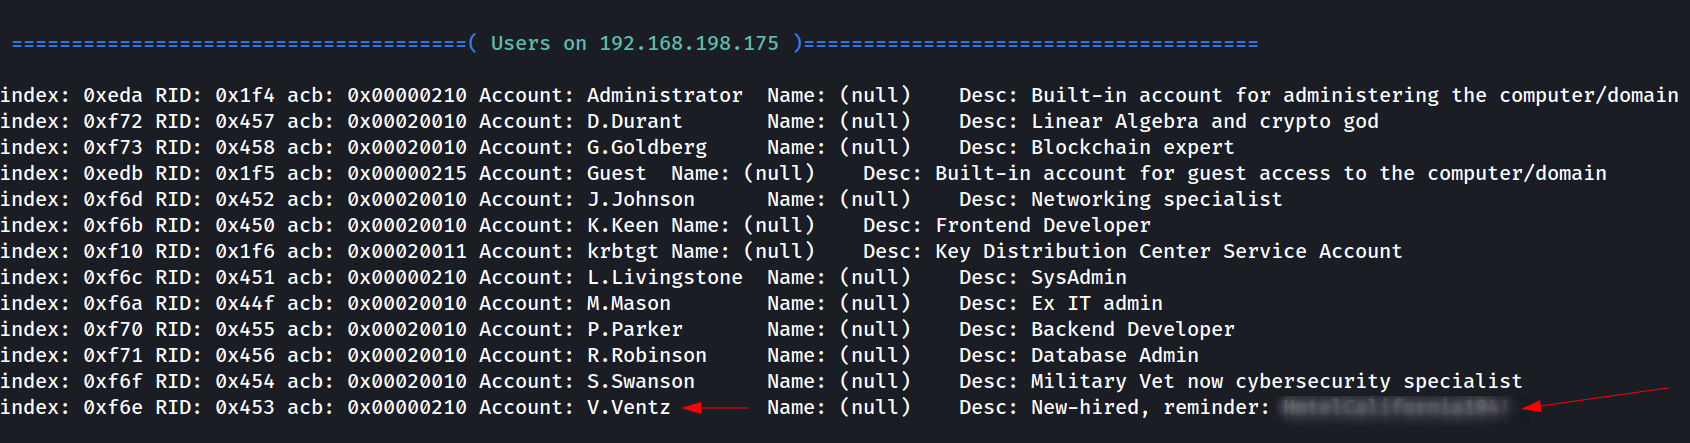 ======================================( Users on 192.168.198.175 )======================================
index: 0xeda RID: 0x1f4 acb: 0x00000210 Account: Administrator  Name: (null)    Desc: Built-in account for administering the computer/domain
index: 0xf72 RID: 0x457 acb: 0x00020010 Account: D.Durant       Name: (null)    Desc: Linear Algebra and crypto god
index: 0xf73 RID: 0x458 acb: 0x00020010 Account: G.Goldberg     Name: (null)    Desc: Blockchain expert
index: 0xedb RID: 0x1f5 acb: 0x00000215 Account: Guest  Name: (null)    Desc: Built-in account for guest access to the computer/domain
index: 0xf6d RID: 0x452 acb: 0x00020010 Account: J.Johnson      Name: (null)    Desc: Networking specialist
index: 0xf6b RID: 0x450 acb: 0x00020010 Account: K.Keen Name: (null)    Desc: Frontend Developer
index: 0xf10 RID: 0x1f6 acb: 0x00020011 Account: krbtgt Name: (null)    Desc: Key Distribution Center Service Account
index: 0xf6c RID: 0x451 acb: 0x00000210 Account: L.Livingstone  Name: (null)    Desc: SysAdmin
index: 0xf6a RID: 0x44f acb: 0x00020010 Account: M.Mason        Name: (null)    Desc: Ex IT admin
index: 0xf70 RID: 0x455 acb: 0x00020010 Account: P.Parker       Name: (null)    Desc: Backend Developer
index: 0xf71 RID: 0x456 acb: 0x00020010 Account: R.Robinson     Name: (null)    Desc: Database Admin
index: 0xf6f RID: 0x454 acb: 0x00020010 Account: S.Swanson      Name: (null)    Desc: Military Vet now cybersecurity specialist
index: 0xf6e RID: 0x453 acb: 0x00000210 Account: V.Ventz        Name: (null)    Desc: New-hired, reminder: